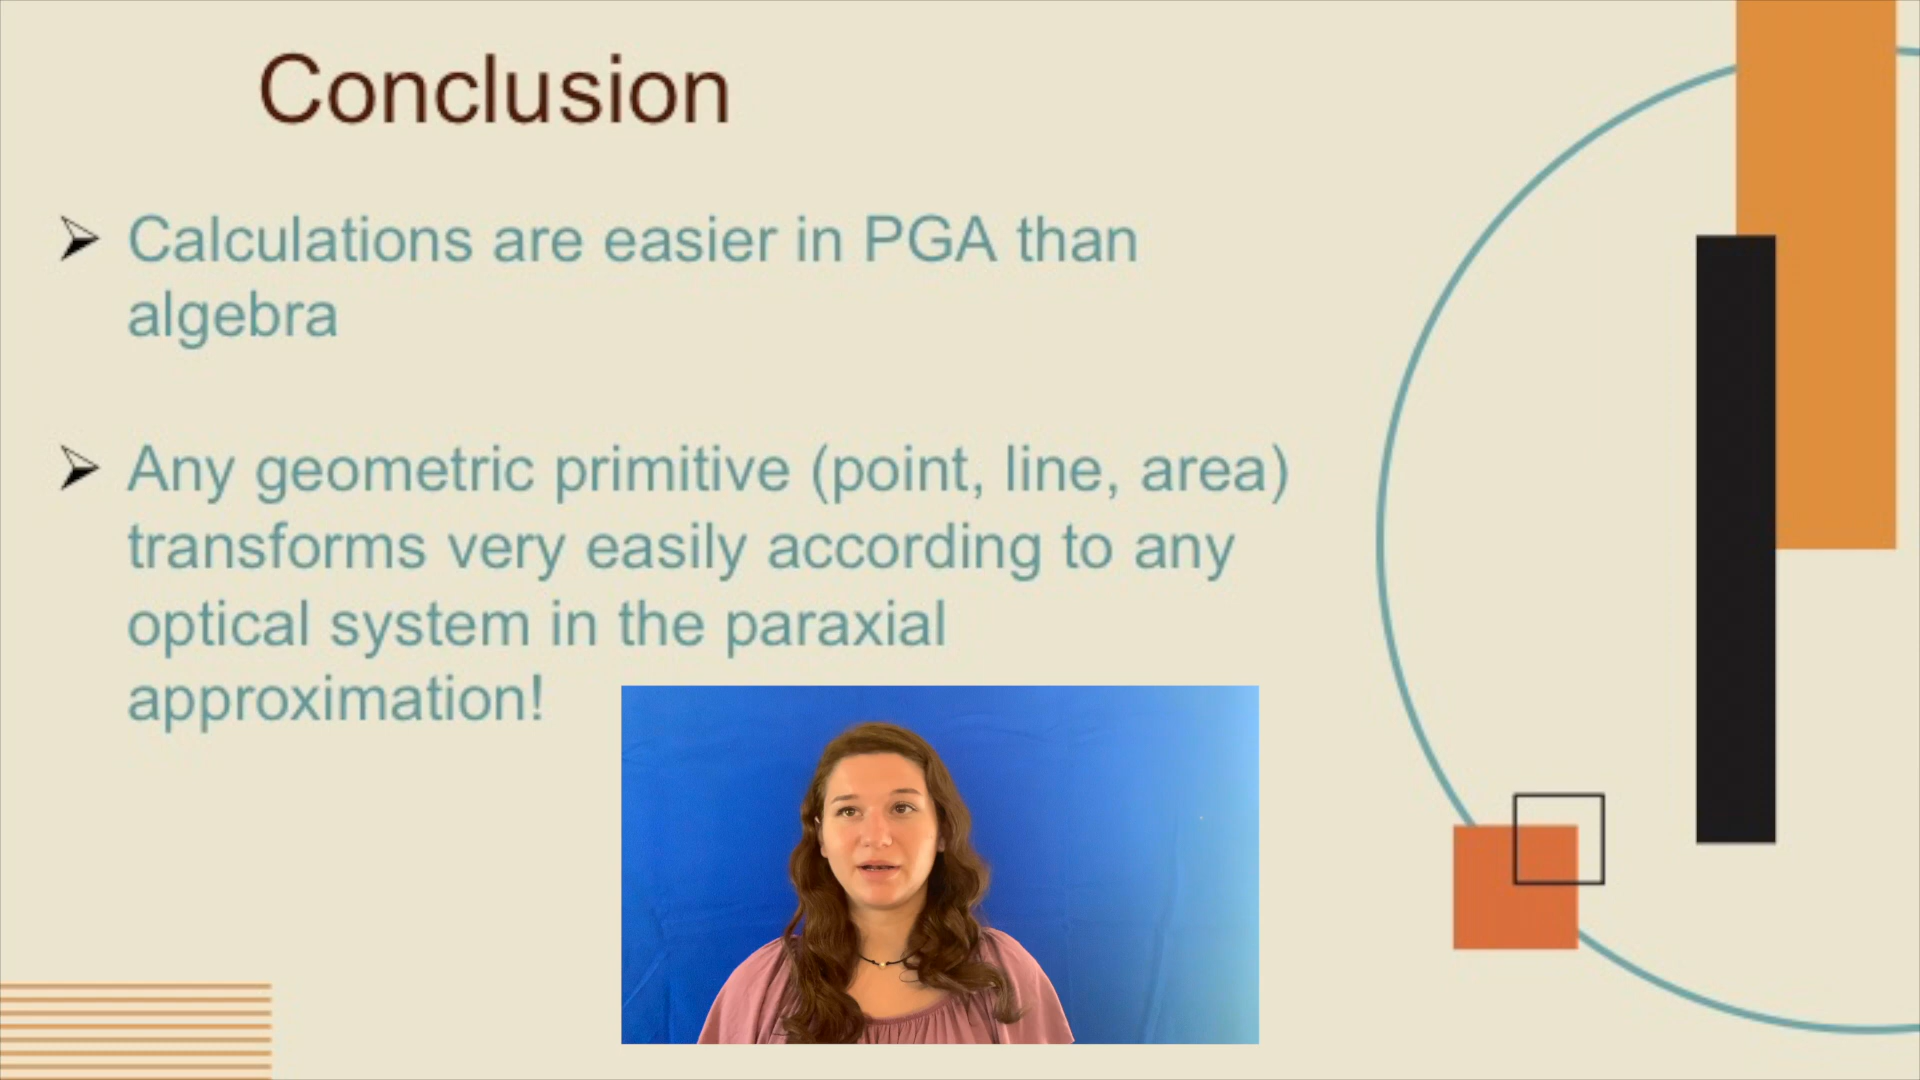 Conclusion
Calculations are easier in PGA than
algebra
Any geometric primitive (point, line, area)
transforms very easily according to any
optical system in the paraxial
approximation!